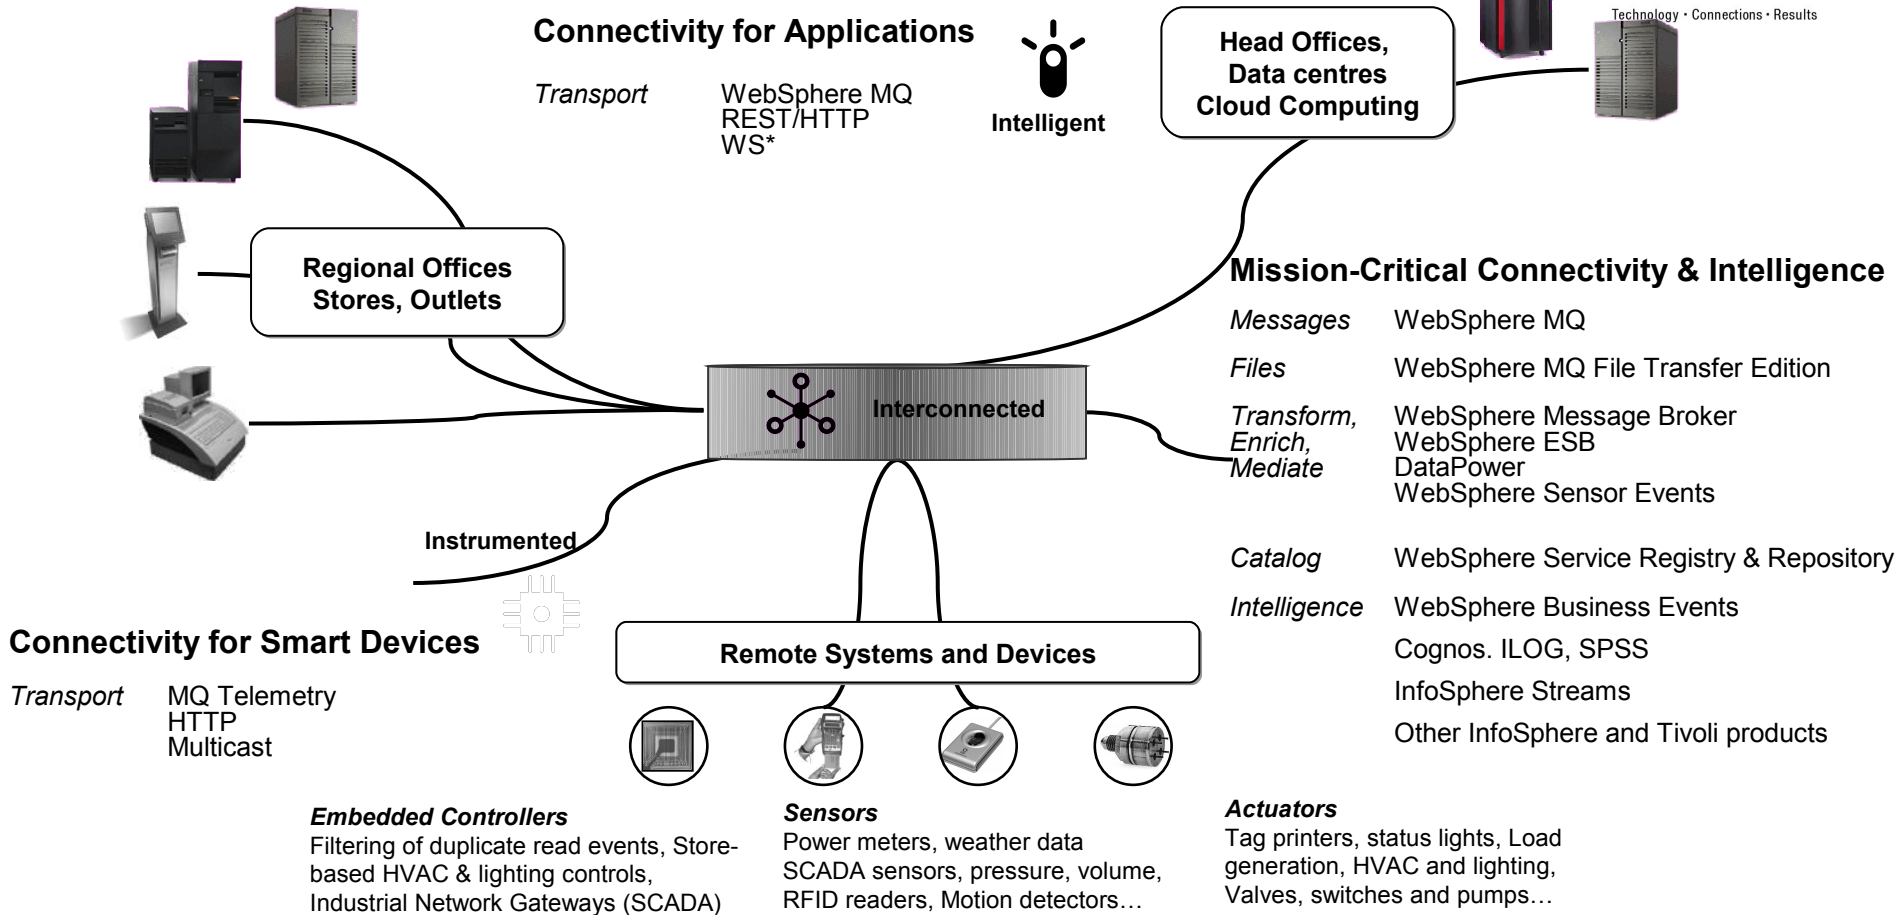 Technology · Connections · Results
Connectivity for Applications
Transport WebSphere MQ
REST/HTTP
WS*
Intelligent
Head Offices,
Data centres
Cloud Computing
Regional Offices
Stores, Outlets
Interconnected
Mission-Critical Connectivity & Intelligence
Messages WebSphere MQ
Files WebSphere MQ File Transfer Edition
Transform, WebSphere Message Broker
Enrich, WebSphere ESB
Mediate DataPower
WebSphere Sensor Events
Catalog WebSphere Service Registry & Repository
Intelligence WebSphere Business Events
Cognos. ILOG, SPSS
InfoSphere Streams
Other InfoSphere and Tivoli products
Instrumented
Connectivity for Smart Devices
Transport MQ Telemetry
HTTP
Multicast
Remote Systems and Devices
Embedded Controllers
Filtering of duplicate read events, Store-
based HVAC & lighting controls,
Industrial Network Gateways (SCADA)
Sensors
Power meters, weather data
SCADA sensors, pressure, volume,
RFID readers, Motion detectors…
Actuators
Tag printers, status lights, Load
generation, HVAC and lighting,
Valves, switches and pumps…